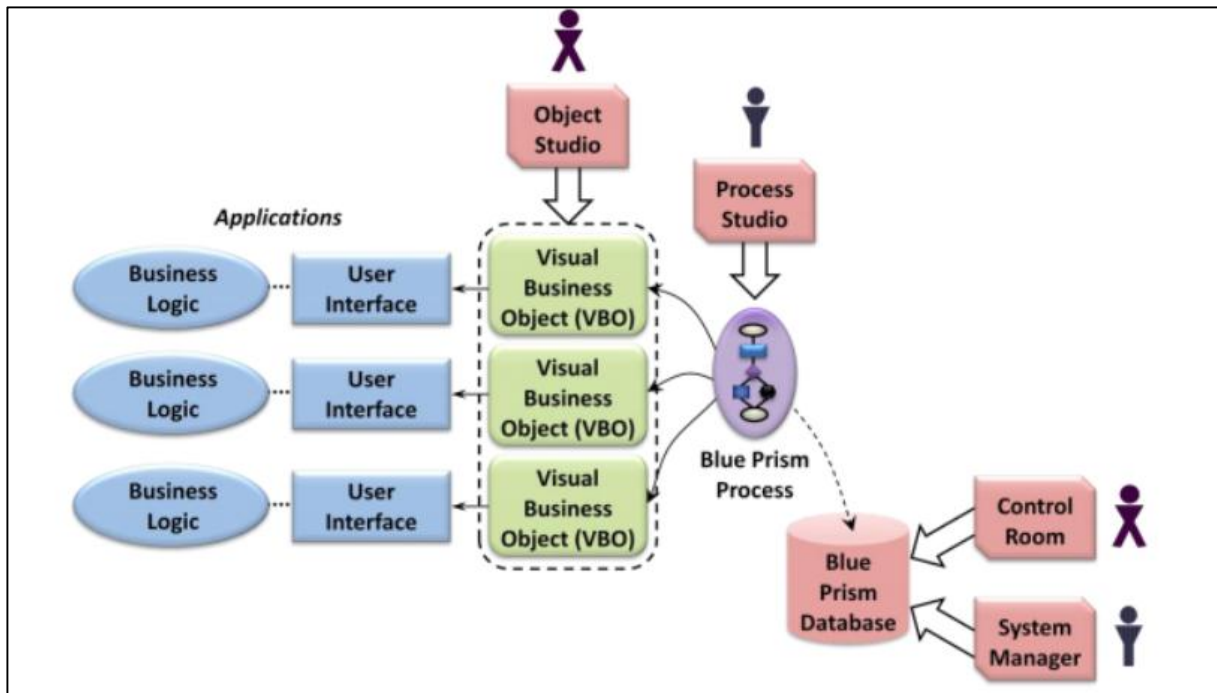 Object
Studio
Process
Studio
Applications
Business
Logic
User
Interface
Visual
Business
Object (VBO)
Business
Logic
User
Interface
Visual
Business
Object (VBO)
Business
Logic
User
Interface
Visual
Business
Object (VBO)
Blue Prism
Process
Blue
Prism
Database
Control
Room
System
Manager